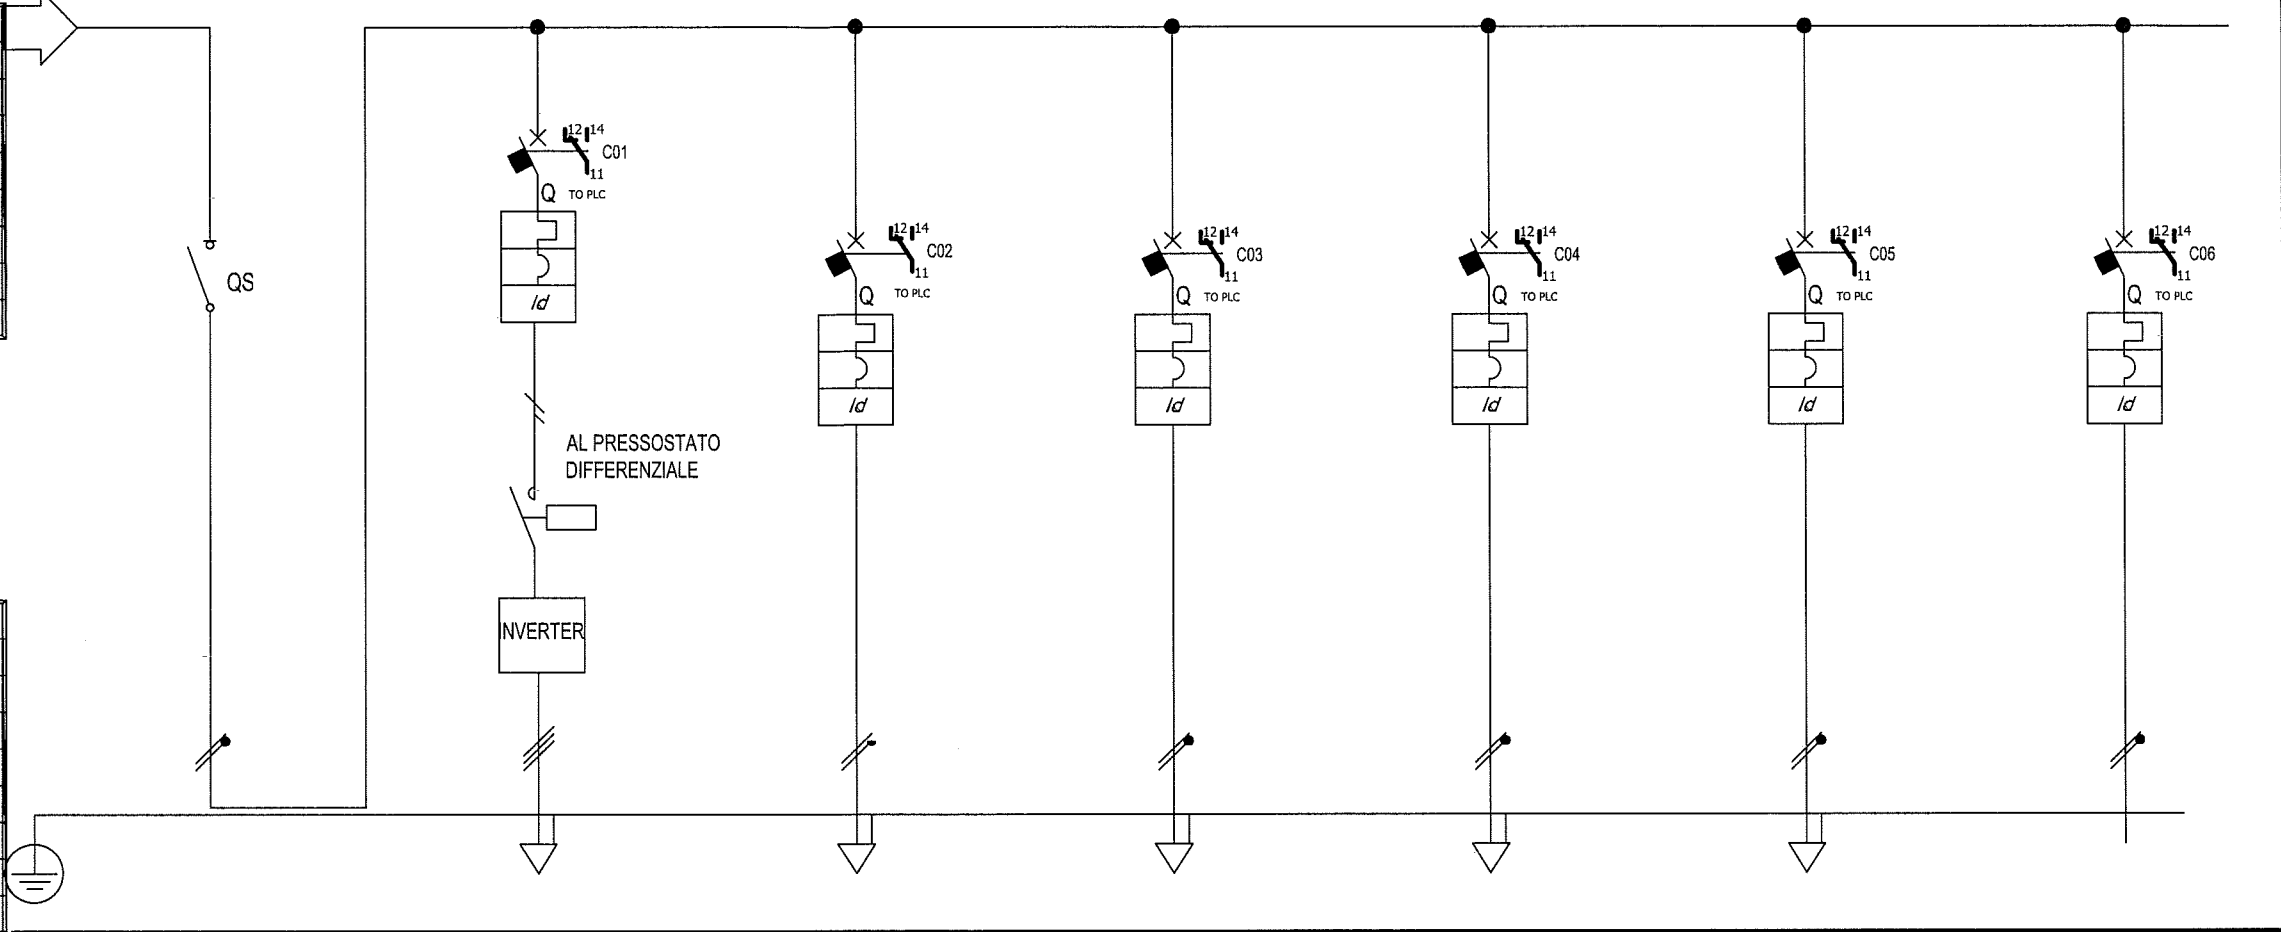 12 14
C01
11
Q TO PLC
Id
AL PRESSOSTATO
DIFFERENZIALE
INVERTER
QS
12 14
C02
11
Q TO PLC
Id
12 14
C03
11
Q TO PLC
Id
12 14
C04
11
Q TO PLC
Id
12 14
C05
11
Q TO PLC
Id
12 14
C06
11
Q TO PLC
Id